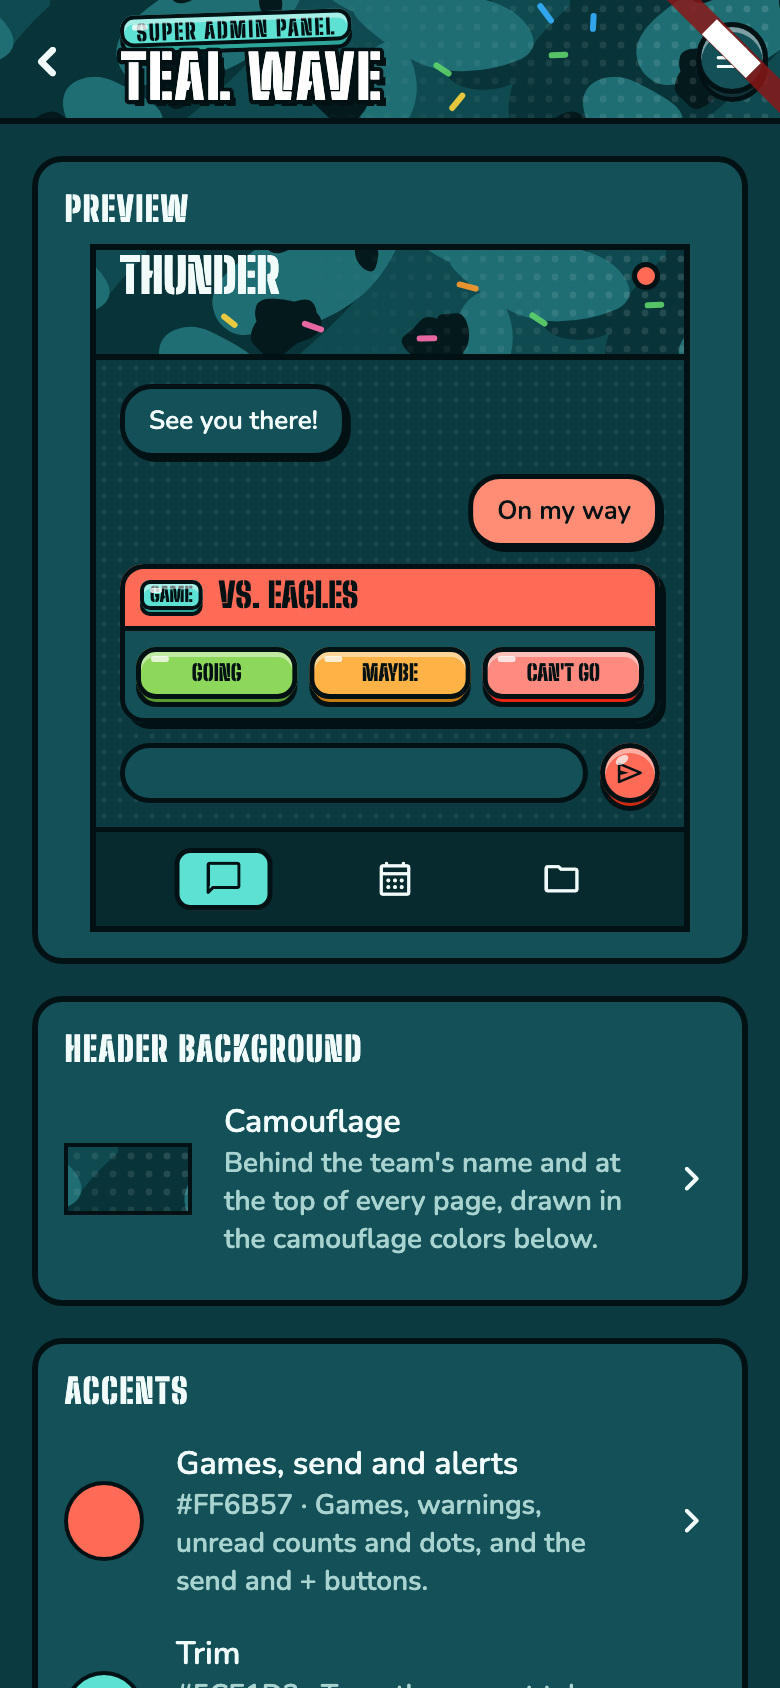 SUPER ADMIN PANEL
TEAL WAVE
PREVIEW
THUNDER
See you there!
On my way
GAME VS. EAGLES
GOING MAYBE CAN'T GO
HEADER BACKGROUND
Camouflage
Behind the team's name and at
the top of every page, drawn in
the camouflage colors below.
ACCENTS
Games, send and alerts
#FF6B57 · Games, warnings,
unread counts and dots, and the
send and + buttons.
Trim